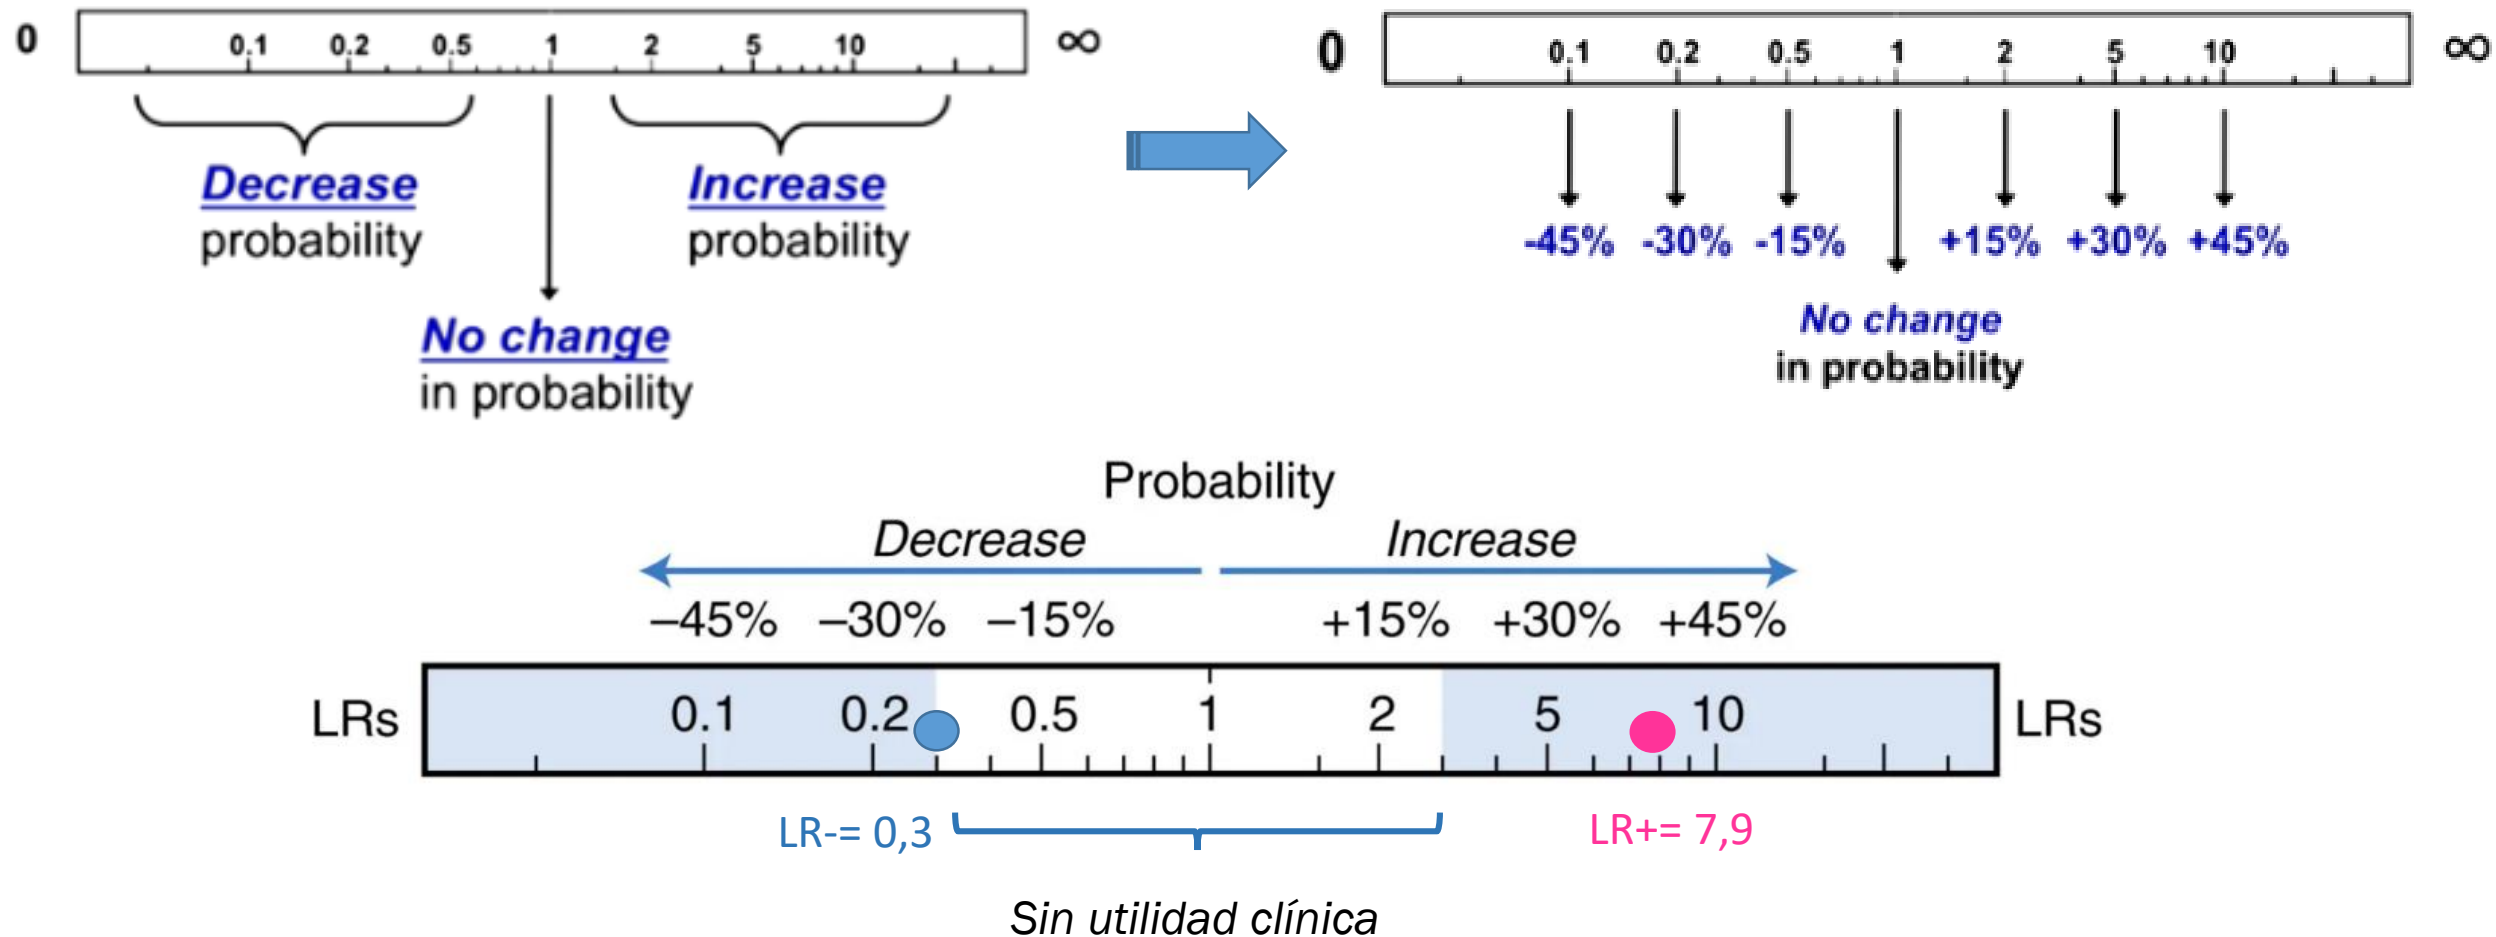 0 0.1 0.2 0.5 1 2 5 10 ∞
Decrease
probability
Increase
probability
No change
in probability
0 0.1 0.2 0.5 1 2 5 10 ∞
-45% -30% -15% +15% +30% +45%
No change
in probability
Probability
Decrease Increase
–45% –30% –15% +15% +30% +45%
LRs 0.1 0.2 0.5 1 2 5 10 LRs
LR-= 0,3 LR+= 7,9
Sin utilidad clínica